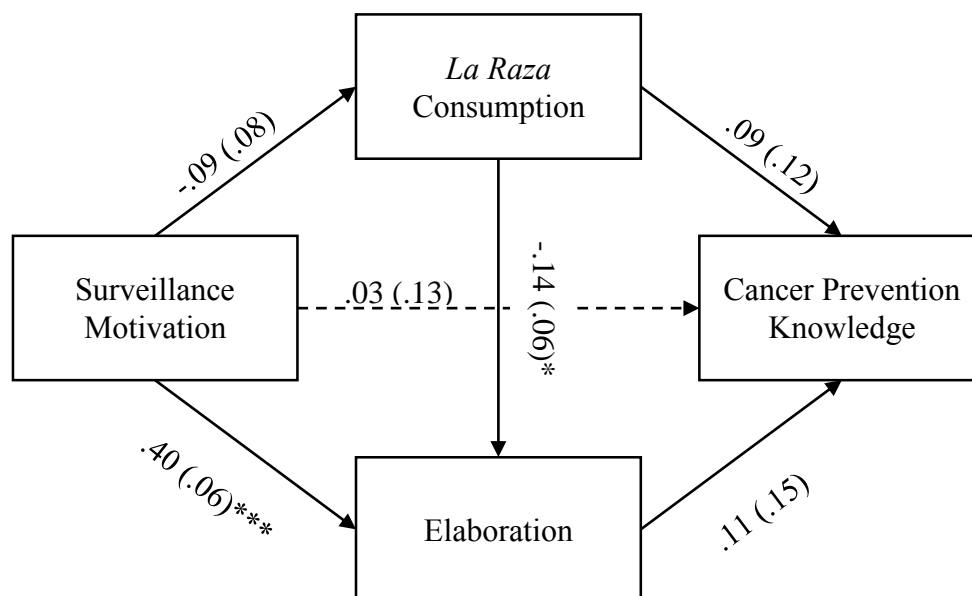 La Raza
Consumption
-.09 (.08)
.09 (.12)
Surveillance
Motivation
.03 (.13)
-.14 (.06)*
Cancer Prevention
Knowledge
.40 (.06)***
Elaboration
.11 (.15)